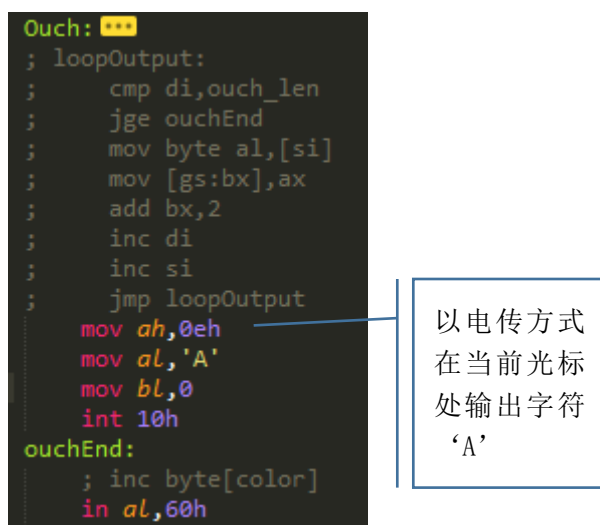 Ouch: ...
; loopOutput:
;     cmp di,ouch_len
;     jge ouchEnd
;     mov byte al,[si]
;     mov [gs:bx],ax
;     add bx,2
;     inc di
;     inc si
;     jmp loopOutput
    mov ah,0eh
    mov al,'A'
    mov bl,0
    int 10h
ouchEnd:
    ; inc byte[color]
    in al,60h
以电传方式
在当前光标
处输出字符
‘A’